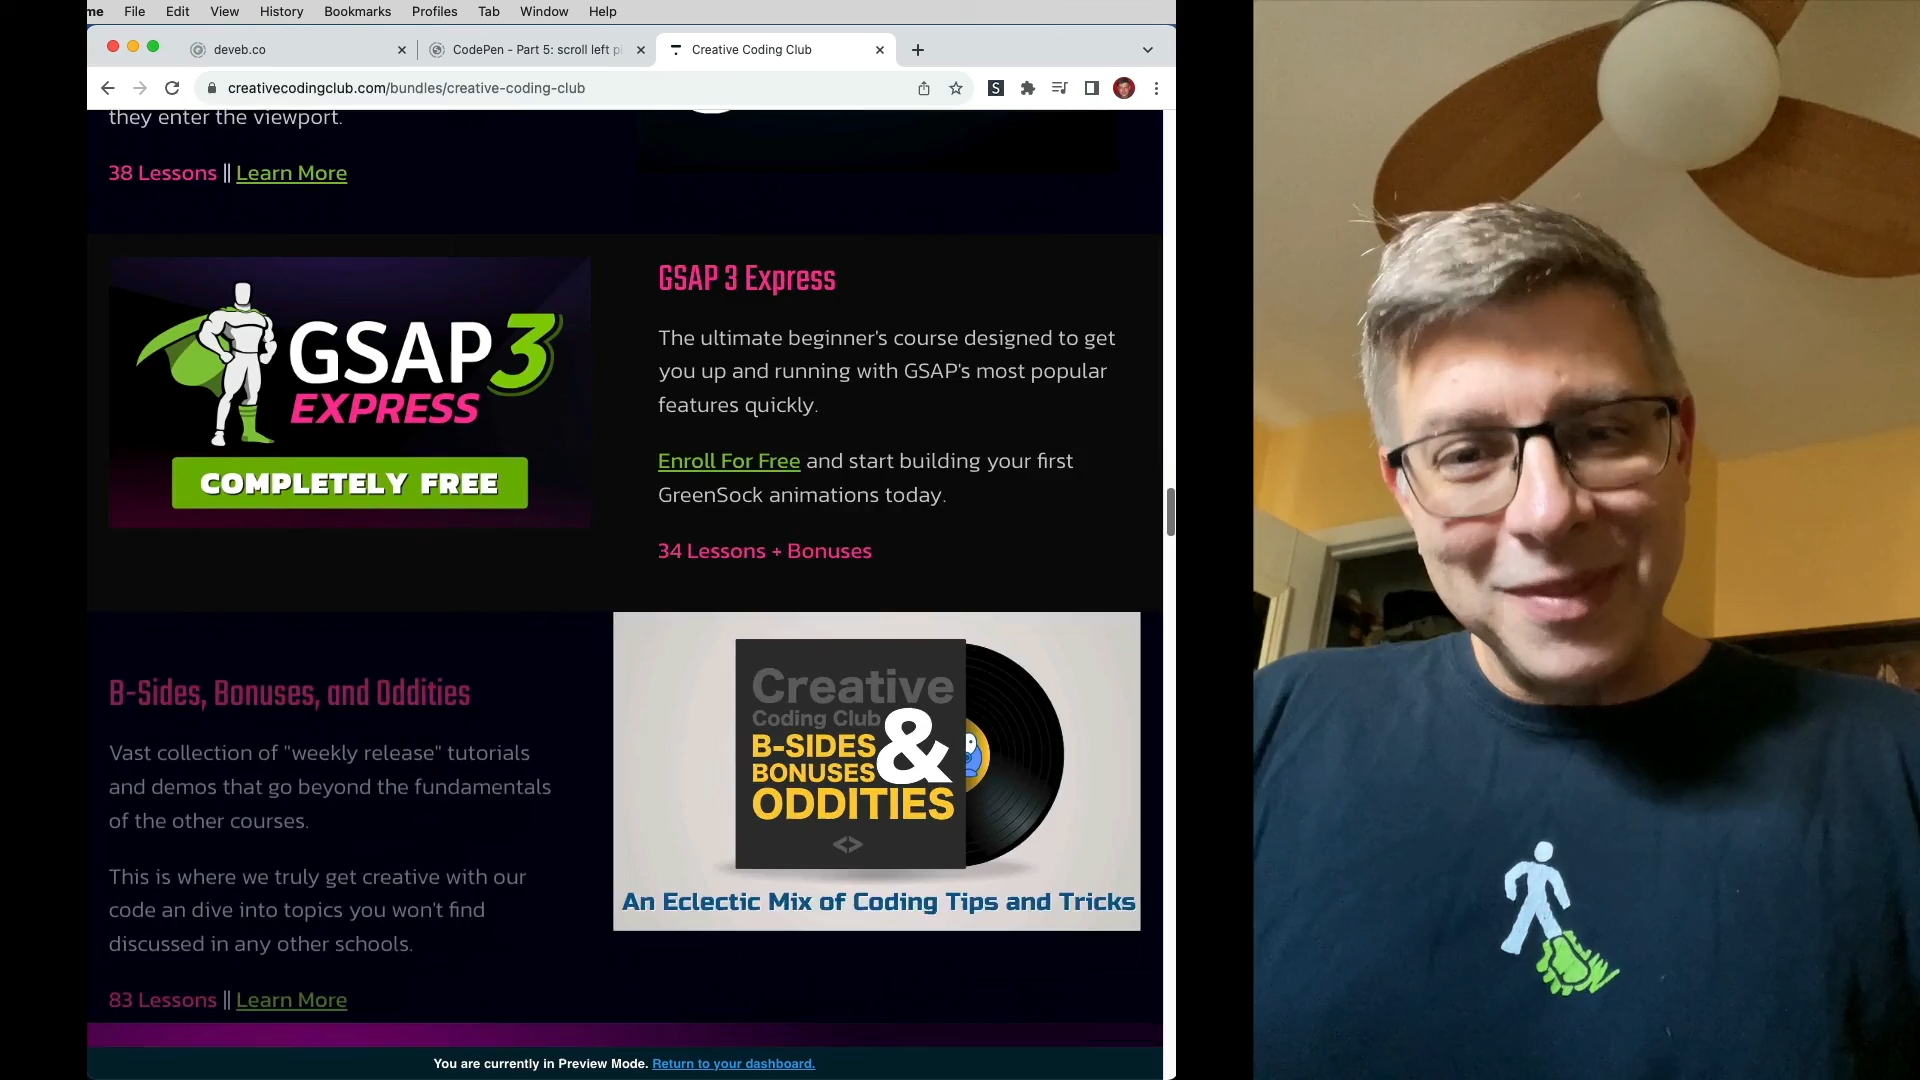 me File Edit View History Bookmarks Profiles Tab Window Help
deveb.co
CodePen - Part 5: scroll left pi
Creative Coding Club
creativecodingclub.com/bundles/creative-coding-club
they enter the viewport.
38 Lessons || Learn More
GSAP 3
EXPRESS
COMPLETELY FREE
GSAP 3 Express
The ultimate beginner's course designed to get
you up and running with GSAP's most popular
features quickly.
Enroll For Free and start building your first
GreenSock animations today.
34 Lessons + Bonuses
B-Sides, Bonuses, and Oddities
Vast collection of "weekly release" tutorials
and demos that go beyond the fundamentals
of the other courses.
This is where we truly get creative with our
code an dive into topics you won't find
discussed in any other schools.
83 Lessons || Learn More
Creative
Coding Club
B-SIDES &
BONUSES
ODDITIES
<>
An Eclectic Mix of Coding Tips and Tricks
You are currently in Preview Mode. Return to your dashboard.